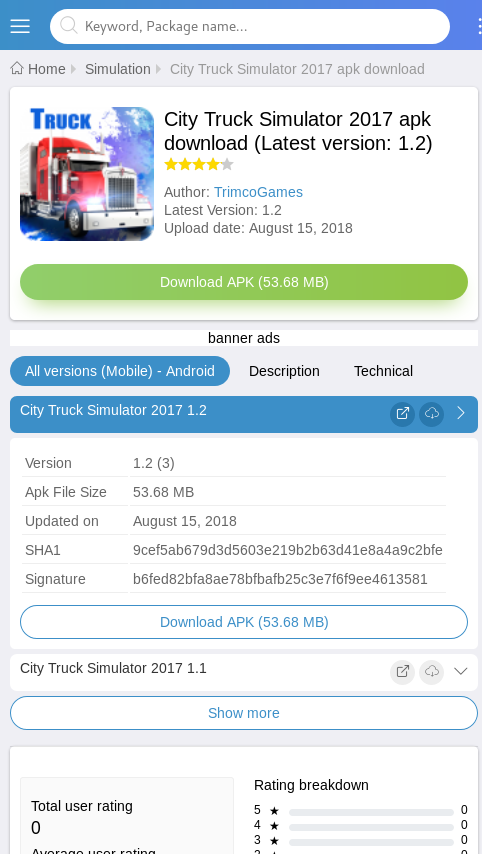 Keyword, Package name...
Home Simulation City Truck Simulator 2017 apk download
TRUCK
City Truck Simulator 2017 apk
download (Latest version: 1.2)
Author: TrimcoGames
Latest Version: 1.2
Upload date: August 15, 2018
Download APK (53.68 MB)
banner ads
All versions (Mobile) - Android Description Technical
City Truck Simulator 2017 1.2
Version 1.2 (3)
Apk File Size 53.68 MB
Updated on August 15, 2018
SHA1 9cef5ab679d3d5603e219b2b63d41e8a4a9c2bfe
Signature b6fed82bfa8ae78bfbafb25c3e7f6f9ee4613581
Download APK (53.68 MB)
City Truck Simulator 2017 1.1
Show more
Rating breakdown
Total user rating
0
Average user rating
5 ★ 0
4 ★ 0
3 ★ 0